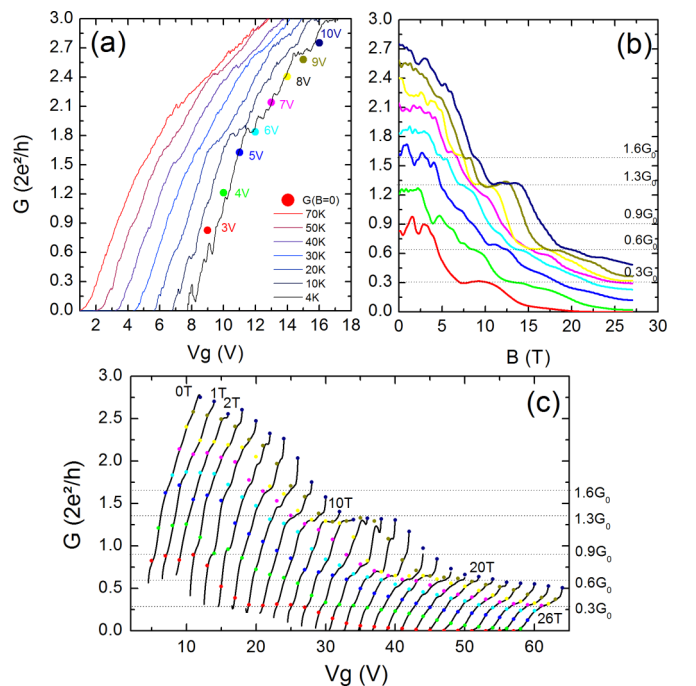 (a)
3.0
2.7
2.4
2.1
1.8
1.5
1.2
0.9
0.6
0.3
0.0
G (2e²/h)
10V
9V
8V
7V
6V
5V
4V
3V
G(B=0)
70K
50K
40K
30K
20K
10K
4K
2 4 6 8 10 12 14 16 18
Vg (V)
(b)
3.0
2.7
2.4
2.1
1.8
1.5
1.2
0.9
0.6
0.3
0.0
1.6G₀
1.3G₀
0.9G₀
0.6G₀
0.3G₀
0 5 10 15 20 25 30
B (T)
(c)
3.0
2.5
2.0
1.5
1.0
0.5
0.0
G (2e²/h)
0T 1T
2T
10T
20T
26T
1.6G₀
1.3G₀
0.9G₀
0.6G₀
0.3G₀
10 20 30 40 50 60
Vg (V)